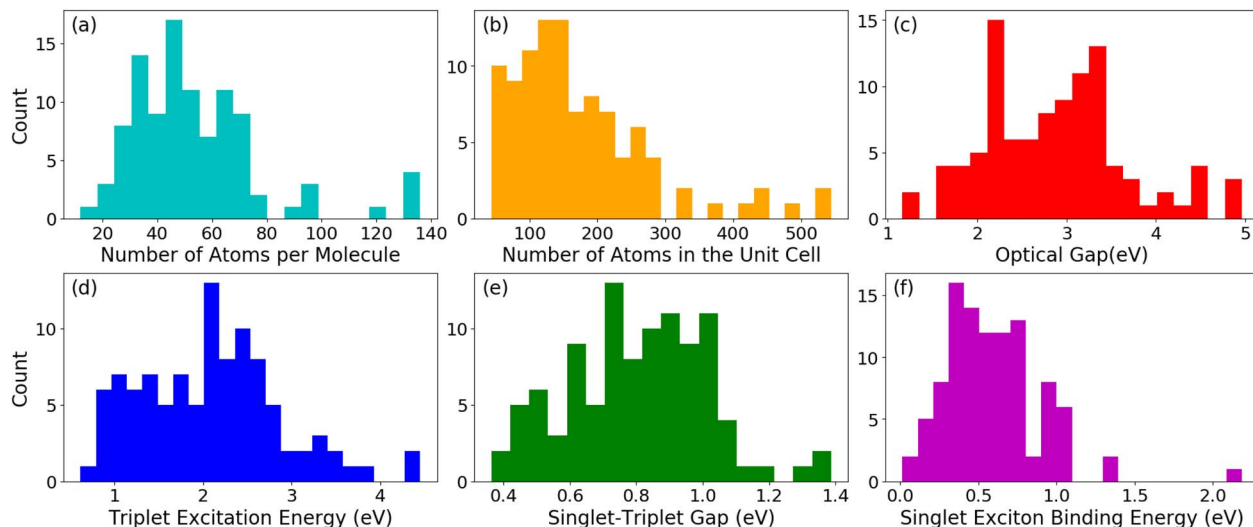 (a)
15
10
5
0
Count
20 40 60 80 100 120 140
Number of Atoms per Molecule
(b)
10
5
0
100 200 300 400 500
Number of Atoms in the Unit Cell
(c)
15
10
5
0
1 2 3 4 5
Optical Gap(eV)
(d)
10
5
0
Count
1 2 3 4
Triplet Excitation Energy (eV)
(e)
10
5
0
0.4 0.6 0.8 1.0 1.2 1.4
Singlet-Triplet Gap (eV)
(f)
15
10
5
0
0.0 0.5 1.0 1.5 2.0
Singlet Exciton Binding Energy (eV)